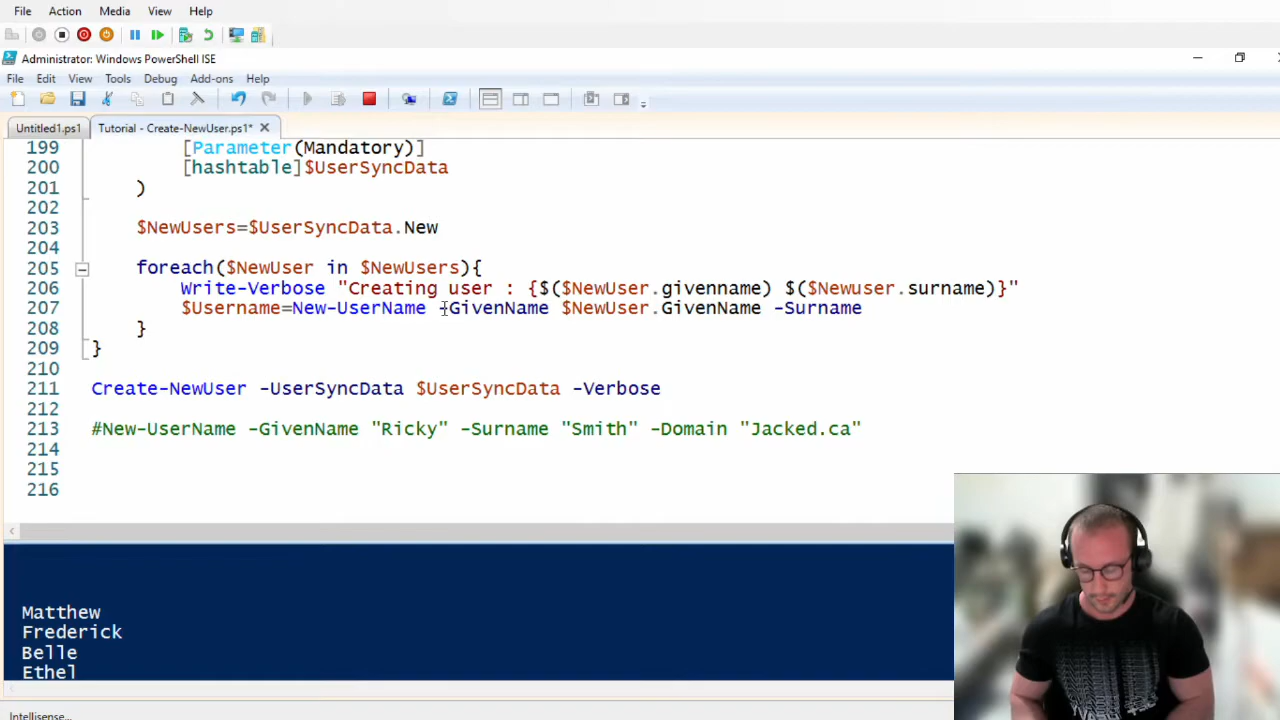 File Action Media View Help
Administrator: Windows PowerShell ISE
File Edit View Tools Debug Add-ons Help
Untitled1.ps1 Tutorial - Create-NewUser.ps1*
199 [Parameter(Mandatory)]
200 [hashtable]$UserSyncData
201 )
202
203 $NewUsers=$UserSyncData.New
204
205 foreach($NewUser in $NewUsers){
206 Write-Verbose "Creating user : {$($NewUser.givenname) $($Newuser.surname)}"
207 $Username=New-UserName -GivenName $NewUser.GivenName -Surname
208 }
209 }
210
211 Create-NewUser -UserSyncData $UserSyncData -Verbose
212
213 #New-UserName -GivenName "Ricky" -Surname "Smith" -Domain "Jacked.ca"
214
215
216
Matthew
Frederick
Belle
Ethel
Intellisense...